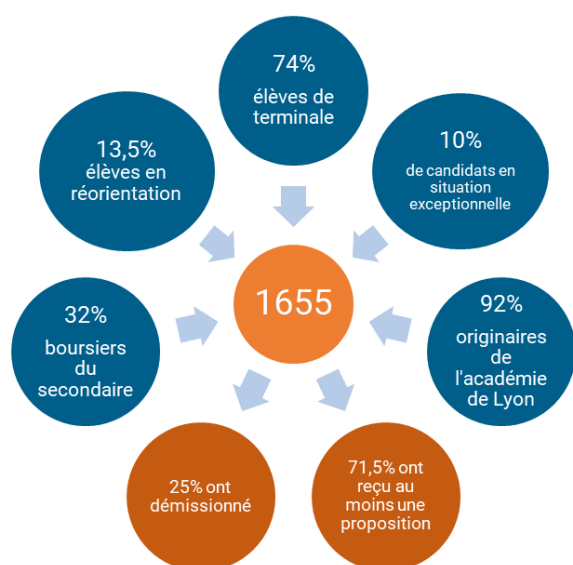 74%
élèves de
terminale
13,5%
élèves en
réorientation
10%
de candidats en
situation
exceptionnelle
1655
32%
boursiers
du
secondaire
92%
originaires
de
l'académie
de Lyon
25% ont
démissionné
71,5% ont
reçu au
moins une
proposition